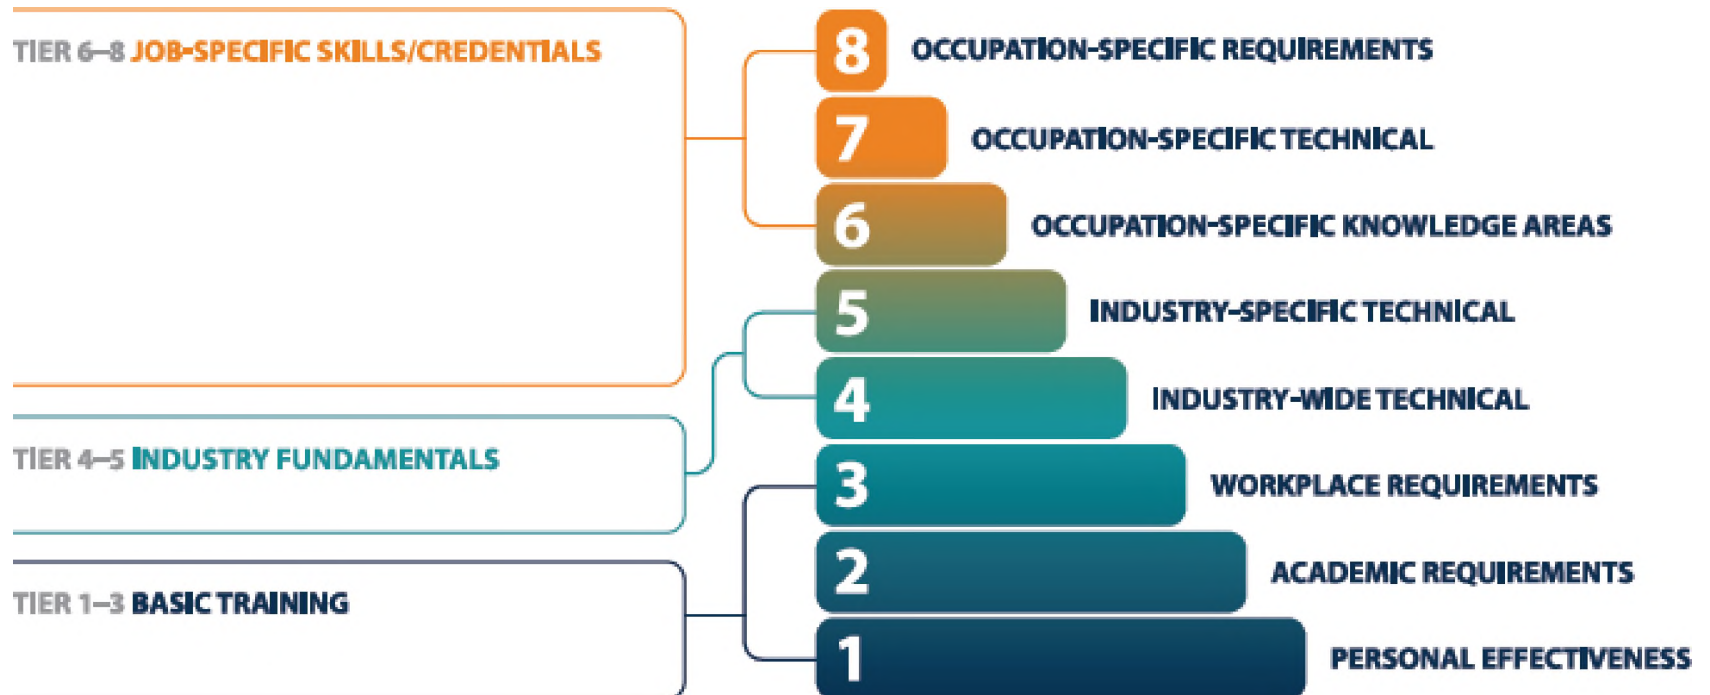 TIER 6–8 JOB-SPECIFIC SKILLS/CREDENTIALS
8 OCCUPATION-SPECIFIC REQUIREMENTS
7 OCCUPATION-SPECIFIC TECHNICAL
6 OCCUPATION-SPECIFIC KNOWLEDGE AREAS
5 INDUSTRY-SPECIFIC TECHNICAL
4 INDUSTRY-WIDE TECHNICAL
TIER 4–5 INDUSTRY FUNDAMENTALS
3 WORKPLACE REQUIREMENTS
2 ACADEMIC REQUIREMENTS
TIER 1–3 BASIC TRAINING
1 PERSONAL EFFECTIVENESS